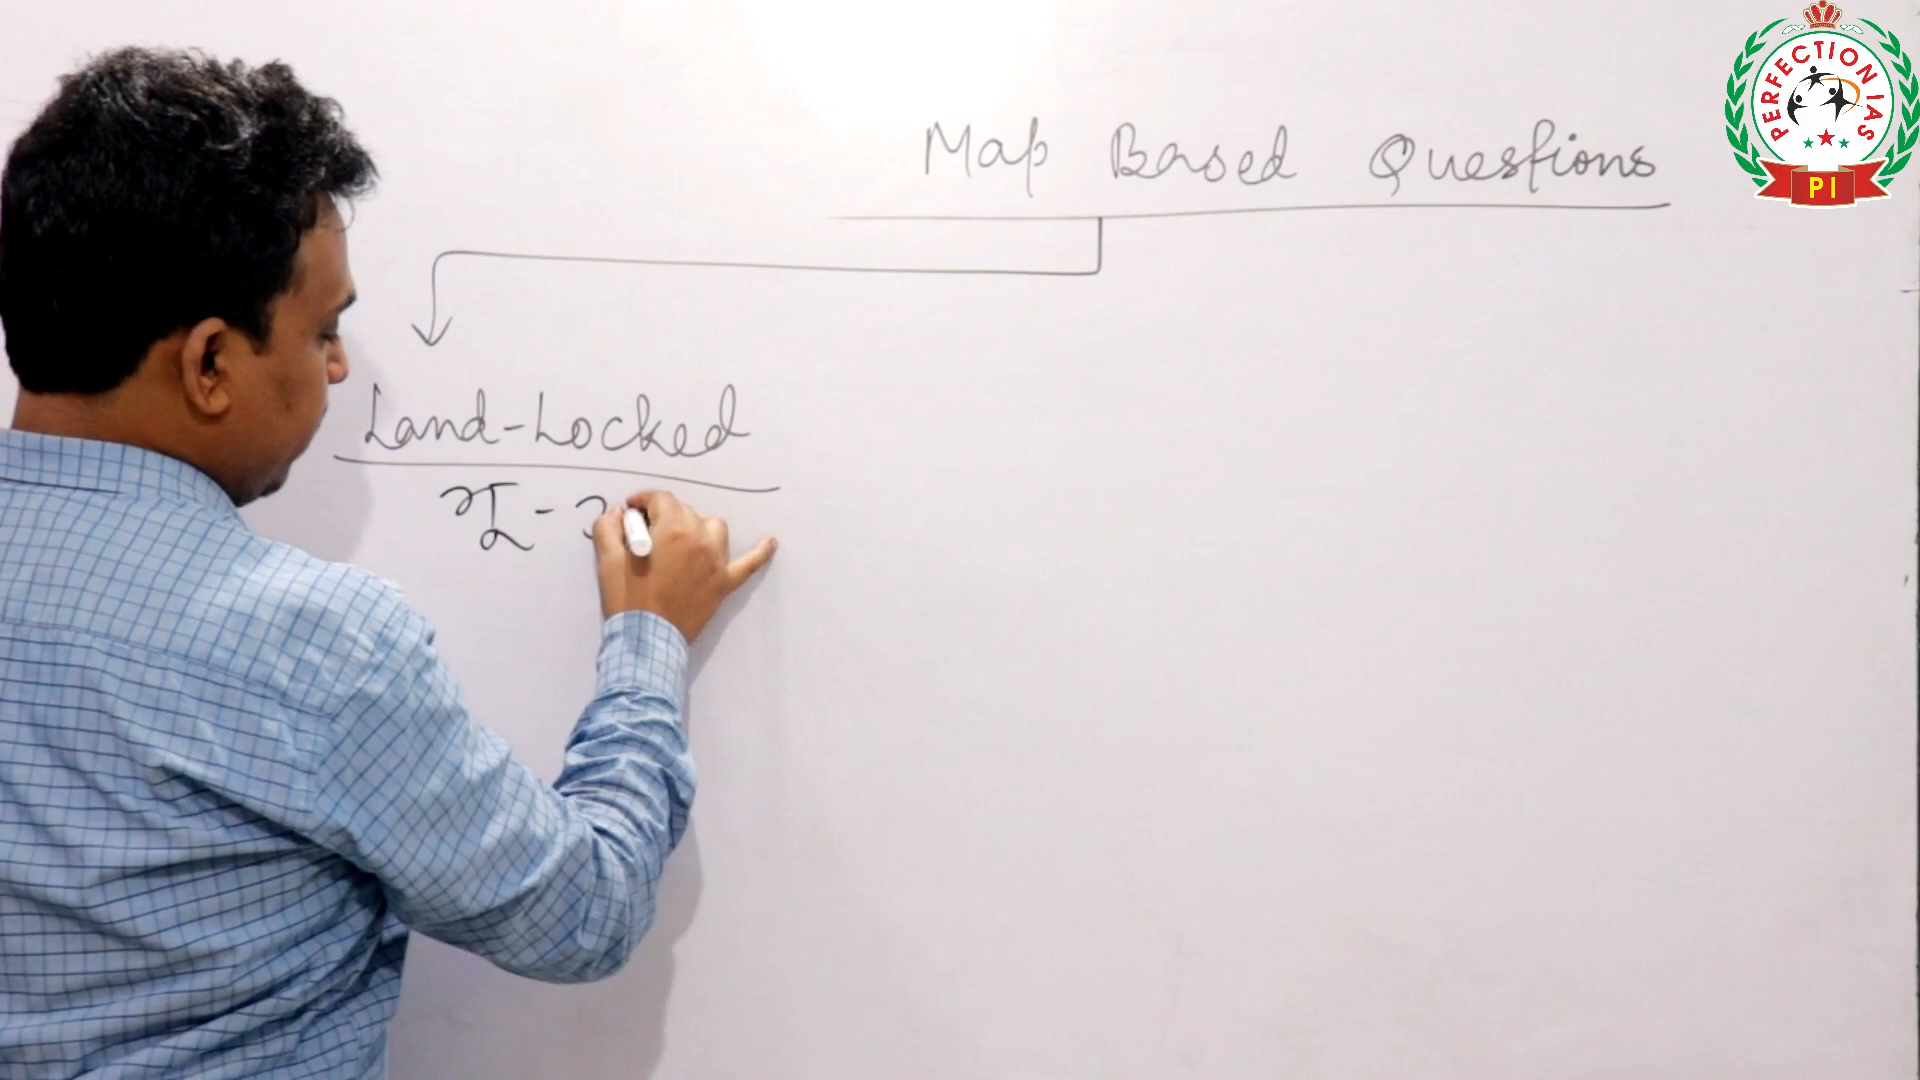 Map Based Questions
Land-Locked
भू-
PERFECTION IAS
PI